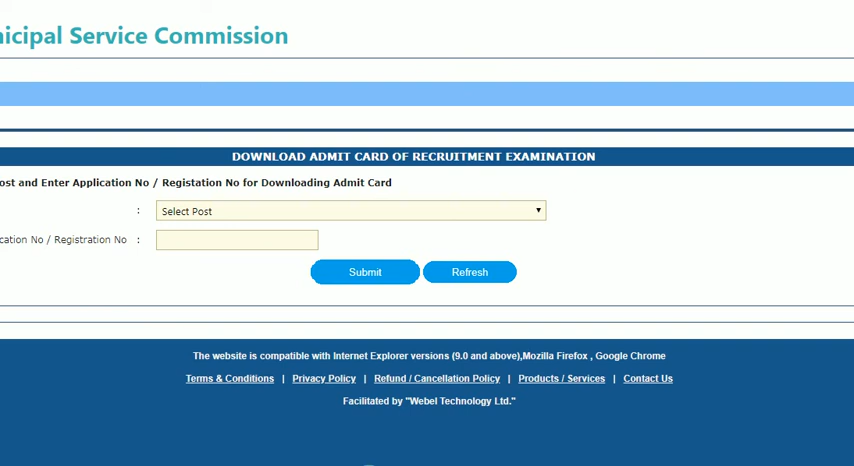 nicipal Service Commission
DOWNLOAD ADMIT CARD OF RECRUITMENT EXAMINATION
ost and Enter Application No / Registation No for Downloading Admit Card
: Select Post
cation No / Registration No :
Submit Refresh
The website is compatible with Internet Explorer versions (9.0 and above),Mozilla Firefox , Google Chrome
Terms & Conditions | Privacy Policy | Refund / Cancellation Policy | Products / Services | Contact Us
Facilitated by "Webel Technology Ltd."